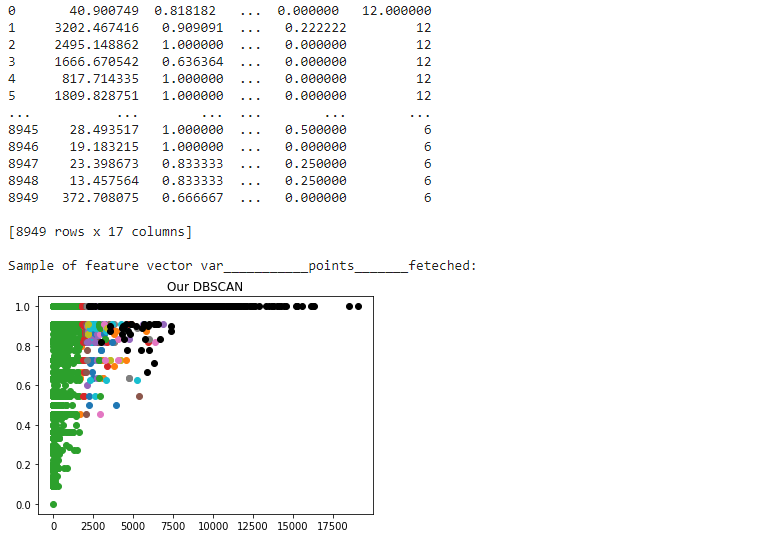 0 40.900749 0.818182 ... 0.000000 12.000000
1 3202.467416 0.909091 ... 0.222222 12
2 2495.148862 1.000000 ... 0.000000 12
3 1666.670542 0.636364 ... 0.000000 12
4 817.714335 1.000000 ... 0.000000 12
5 1809.828751 1.000000 ... 0.000000 12
... ... ... ... ... ...
8945 28.493517 1.000000 ... 0.500000 6
8946 19.183215 1.000000 ... 0.000000 6
8947 23.398673 0.833333 ... 0.250000 6
8948 13.457564 0.833333 ... 0.250000 6
8949 372.708075 0.666667 ... 0.000000 6
[8949 rows x 17 columns]
Sample of feature vector var___________points_______feteched:
Our DBSCAN
1.0
0.8
0.6
0.4
0.2
0.0
0 2500 5000 7500 10000 12500 15000 17500